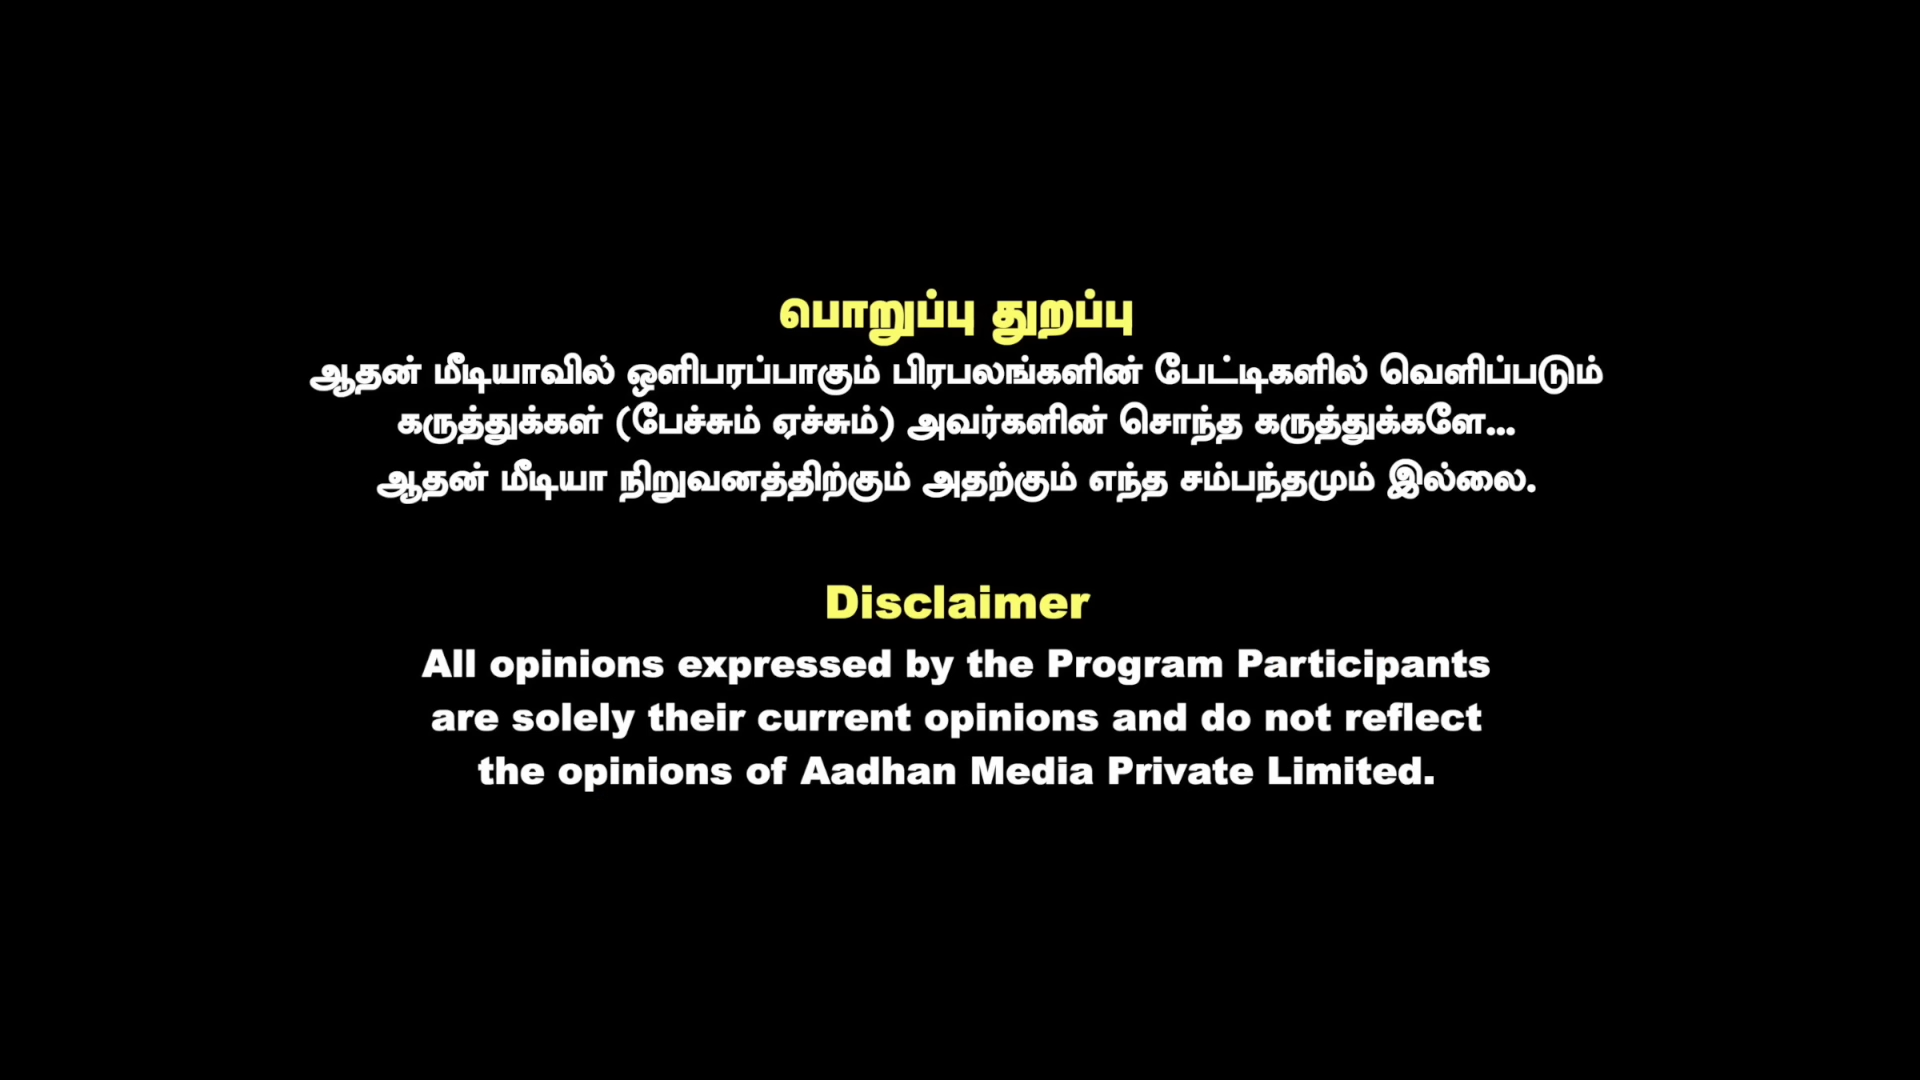 பொறுப்பு துறப்பு
ஆதன் மீடியாவில் ஒளிபரப்பாகும் பிரபலங்களின் பேட்டிகளில் வெளிப்படும்
கருத்துக்கள் (பேச்சும் ஏச்சும்) அவர்களின் சொந்த கருத்துக்களே...
ஆதன் மீடியா நிறுவனத்திற்கும் அதற்கும் எந்த சம்பந்தமும் இல்லை.
Disclaimer
All opinions expressed by the Program Participants
are solely their current opinions and do not reflect
the opinions of Aadhan Media Private Limited.